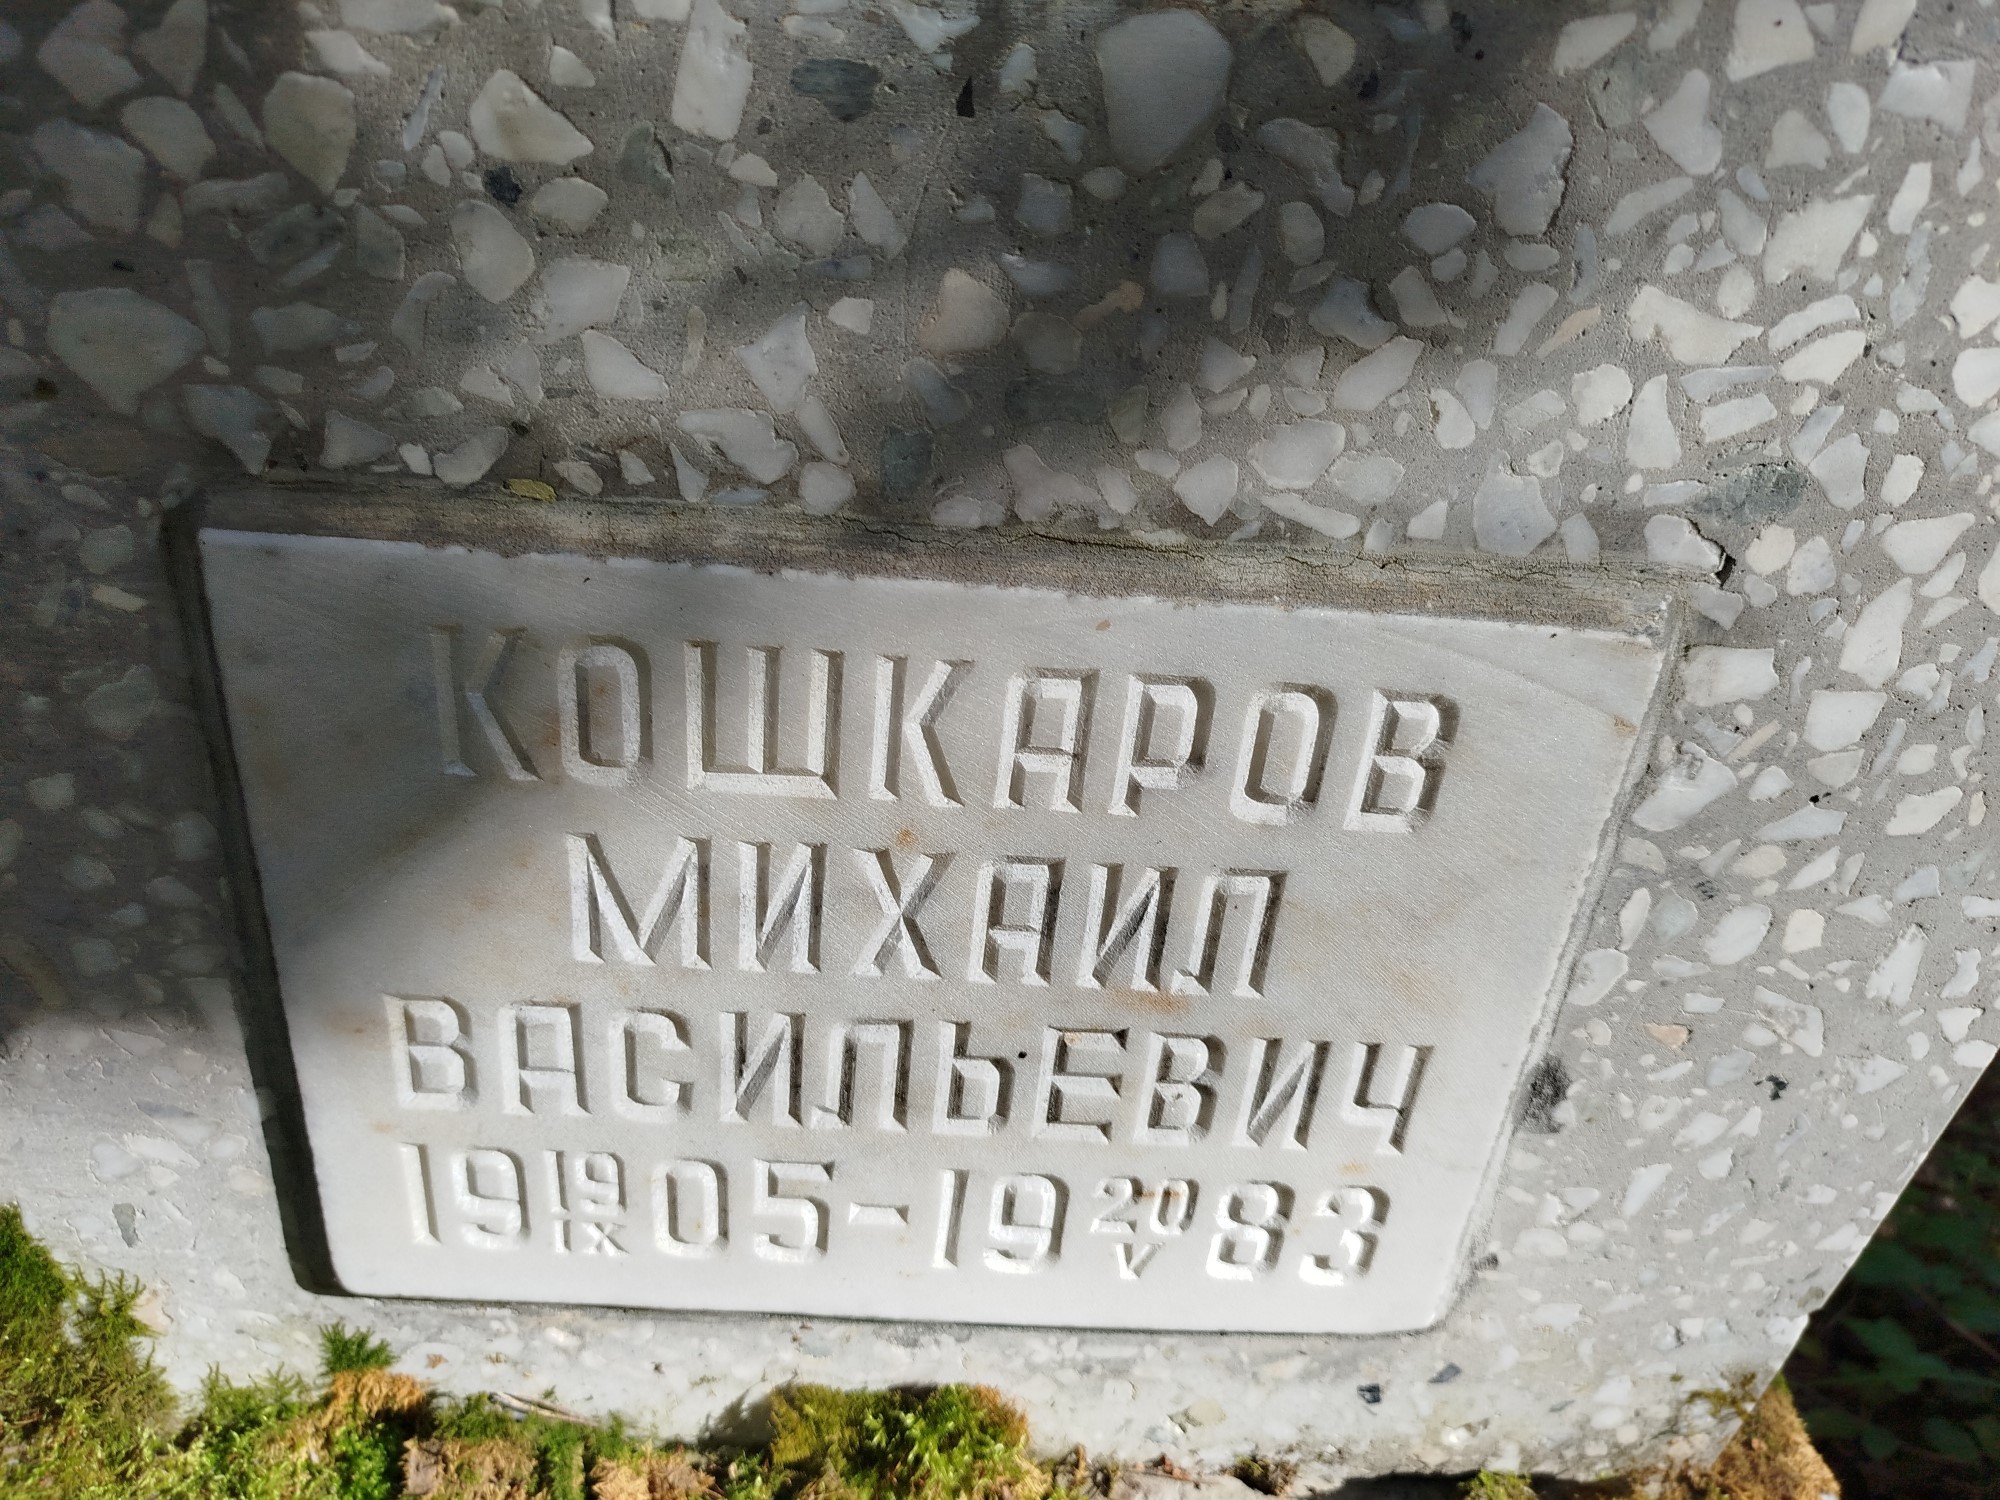 КОШКАРОВ
МИХАИЛ
ВАСИЛЬЕВИЧ
19 19/IX 05 - 19 20/V 83